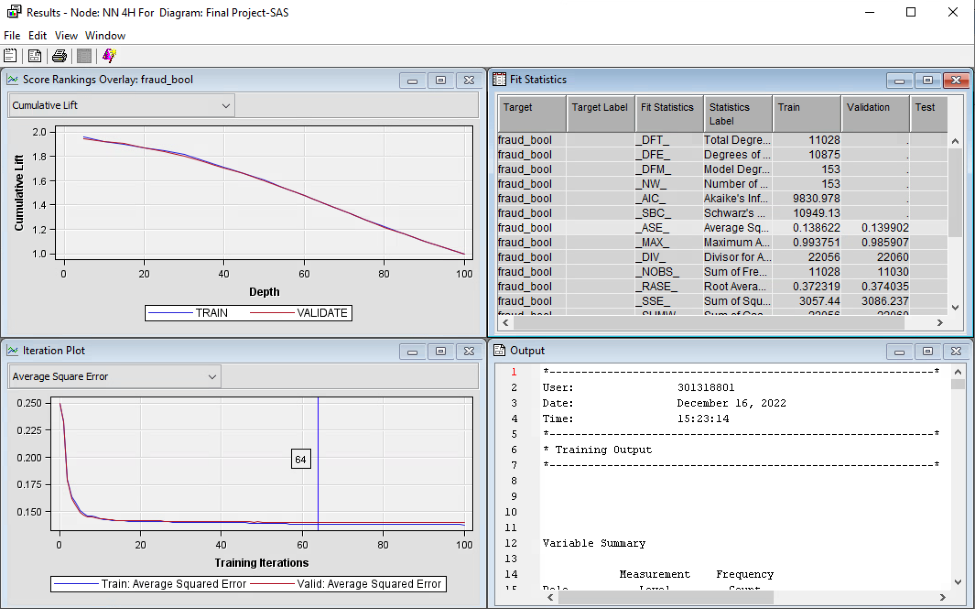 Results - Node: NN 4H For Diagram: Final Project-SAS
File Edit View Window
Score Rankings Overlay: fraud_bool
Cumulative Lift
Cumulative Lift
2.0
1.8
1.6
1.4
1.2
1.0
0 20 40 60 80 100
Depth
TRAIN VALIDATE
Fit Statistics
Target Target Label Fit Statistics Statistics Label Train Validation Test
fraud_bool _DFT_ Total Degre... 11028 .
fraud_bool _DFE_ Degrees of ... 10875 .
fraud_bool _DFM_ Model Degr... 153 .
fraud_bool _NW_ Number of ... 153 .
fraud_bool _AIC_ Akaike's Inf... 9830.978 .
fraud_bool _SBC_ Schwarz's ... 10949.13 .
fraud_bool _ASE_ Average Sq... 0.138622 0.139902
fraud_bool _MAX_ Maximum A... 0.993751 0.985907
fraud_bool _DIV_ Divisor for A... 22056 22060
fraud_bool _NOBS_ Sum of Fre... 11028 11030
fraud_bool _RASE_ Root Avera... 0.372319 0.374035
fraud_bool _SSE_ Sum of Squ... 3057.44 3086.237
Iteration Plot
Average Square Error
0.250
0.225
0.200
0.175
0.150
64
0 20 40 60 80 100
Training Iterations
Train: Average Squared Error Valid: Average Squared Error
Output
1 *------------------------------------------------------------*
2 User: 301318801
3 Date: December 16, 2022
4 Time: 15:23:14
5 *------------------------------------------------------------*
6 * Training Output
7 *------------------------------------------------------------*
8
9
10
11
12 Variable Summary
13
14 Measurement Frequency
15 Role Level Count